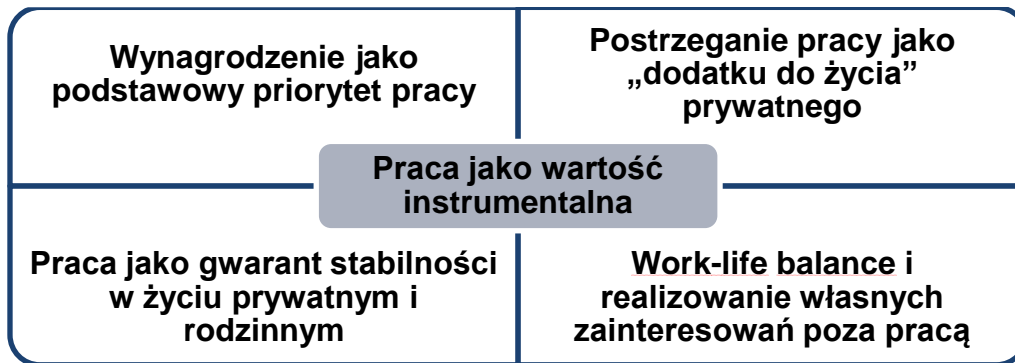 Wynagrodzenie jako
podstawowy priorytet pracy
Postrzeganie pracy jako
„dodatku do życia”
prywatnego
Praca jako wartość
instrumentalna
Praca jako gwarant stabilności
w życiu prywatnym i
rodzinnym
Work-life balance i
realizowanie własnych
zainteresowań poza pracą